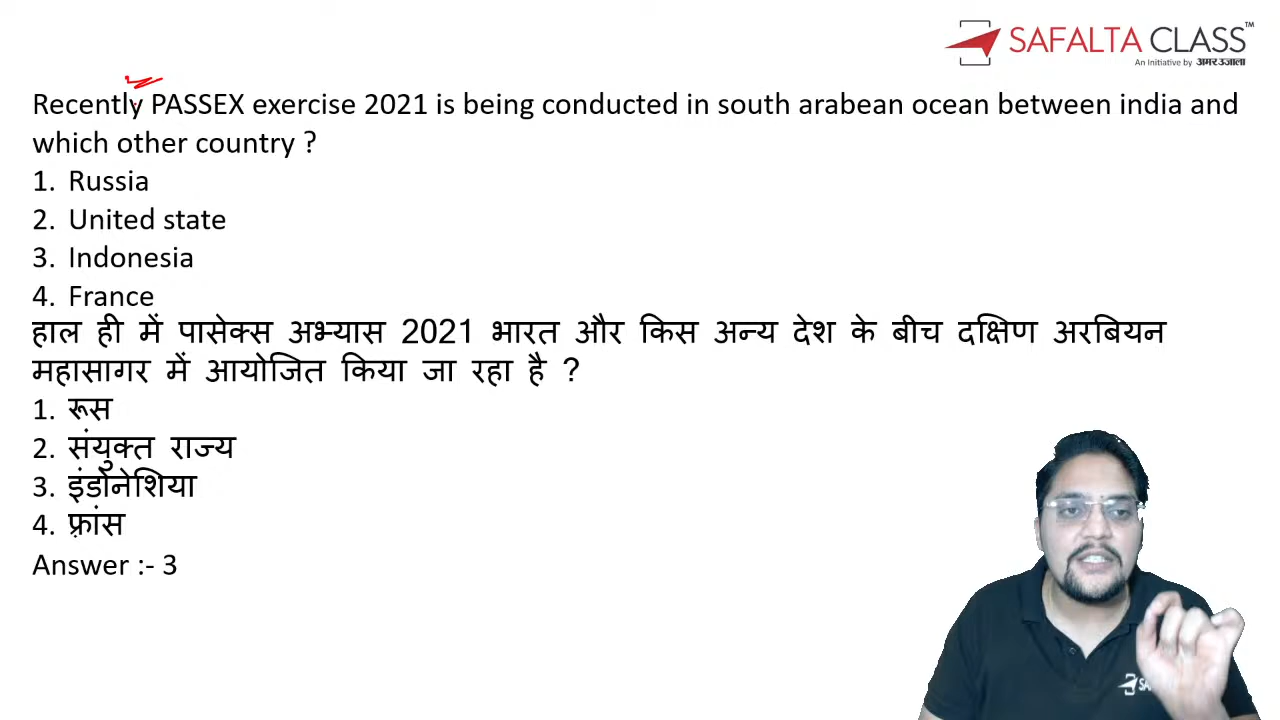 SAFALTA CLASS™
An Initiative by अमर उजाला
Recently PASSEX exercise 2021 is being conducted in south arabean ocean between india and
which other country ?
1. Russia
2. United state
3. Indonesia
4. France
हाल ही में पासेक्स अभ्यास 2021 भारत और किस अन्य देश के बीच दक्षिण अरबियन
महासागर में आयोजित किया जा रहा है ?
1. रूस
2. संयुक्त राज्य
3. इंडोनेशिया
4. फ़्रांस
Answer :- 3